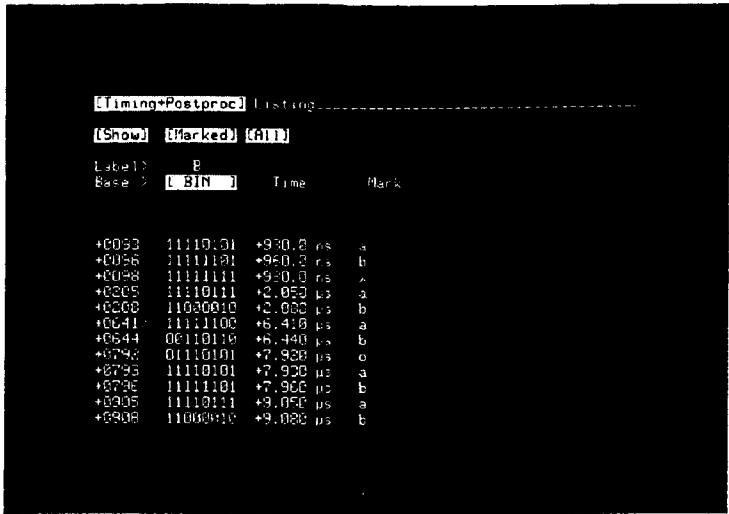 [Timing+Postproc] Listing
[Show] [Marked] [All]
Label> B
Base > [ BIN ] Time Mark
+0093 11110101 +930.0 ns a
+0096 11111101 +960.0 ns b
+0098 11111111 +980.0 ns x
+0205 11110111 +2.050 µs a
+0208 11000010 +2.080 µs b
+0641 11111100 +6.410 µs a
+0644 00110110 +6.440 µs b
+0792 01110101 +7.920 µs o
+0793 11110101 +7.930 µs a
+0796 11111101 +7.960 µs b
+0905 11110111 +9.050 µs a
+0908 11000010 +9.080 µs b